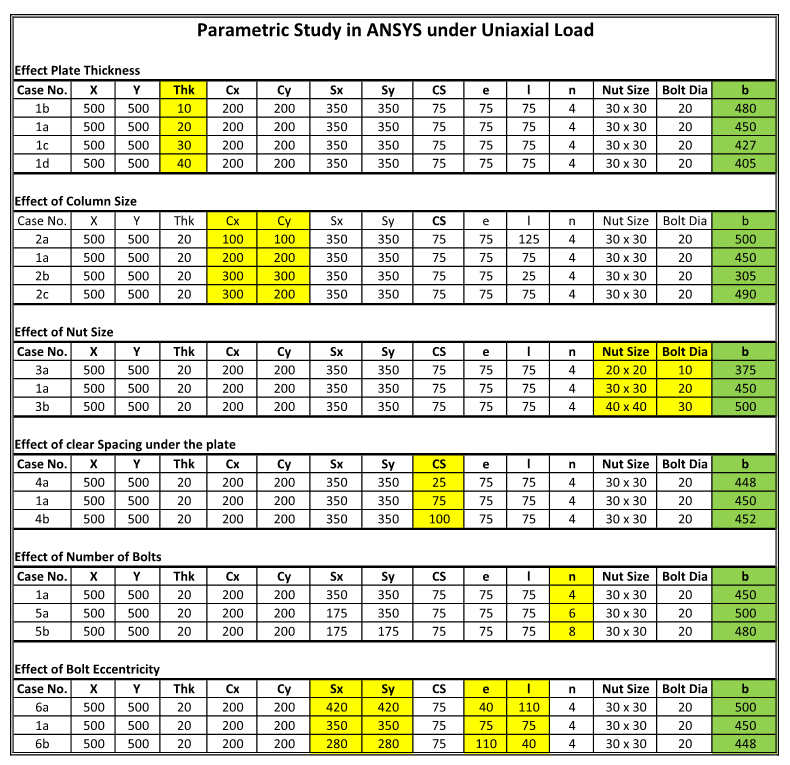 Parametric Study in ANSYS under Uniaxial Load
Effect Plate Thickness
Case No. X Y Thk Cx Cy Sx Sy CS e l n Nut Size Bolt Dia b
1b 500 500 10 200 200 350 350 75 75 75 4 30 x 30 20 480
1a 500 500 20 200 200 350 350 75 75 75 4 30 x 30 20 450
1c 500 500 30 200 200 350 350 75 75 75 4 30 x 30 20 427
1d 500 500 40 200 200 350 350 75 75 75 4 30 x 30 20 405
Effect of Column Size
Case No. X Y Thk Cx Cy Sx Sy CS e l n Nut Size Bolt Dia b
2a 500 500 20 100 100 350 350 75 75 125 4 30 x 30 20 500
1a 500 500 20 200 200 350 350 75 75 75 4 30 x 30 20 450
2b 500 500 20 300 300 350 350 75 75 25 4 30 x 30 20 305
2c 500 500 20 300 200 350 350 75 75 75 4 30 x 30 20 490
Effect of Nut Size
Case No. X Y Thk Cx Cy Sx Sy CS e l n Nut Size Bolt Dia b
3a 500 500 20 200 200 350 350 75 75 75 4 20 x 20 10 375
1a 500 500 20 200 200 350 350 75 75 75 4 30 x 30 20 450
3b 500 500 20 200 200 350 350 75 75 75 4 40 x 40 30 500
Effect of clear Spacing under the plate
Case No. X Y Thk Cx Cy Sx Sy CS e l n Nut Size Bolt Dia b
4a 500 500 20 200 200 350 350 25 75 75 4 30 x 30 20 448
1a 500 500 20 200 200 350 350 75 75 75 4 30 x 30 20 450
4b 500 500 20 200 200 350 350 100 75 75 4 30 x 30 20 452
Effect of Number of Bolts
Case No. X Y Thk Cx Cy Sx Sy CS e l n Nut Size Bolt Dia b
1a 500 500 20 200 200 350 350 75 75 75 4 30 x 30 20 450
5a 500 500 20 200 200 175 350 75 75 75 6 30 x 30 20 500
5b 500 500 20 200 200 175 175 75 75 75 8 30 x 30 20 480
Effect of Bolt Eccentricity
Case No. X Y Thk Cx Cy Sx Sy CS e l n Nut Size Bolt Dia b
6a 500 500 20 200 200 420 420 75 40 110 4 30 x 30 20 500
1a 500 500 20 200 200 350 350 75 75 75 4 30 x 30 20 450
6b 500 500 20 200 200 280 280 75 110 40 4 30 x 30 20 448